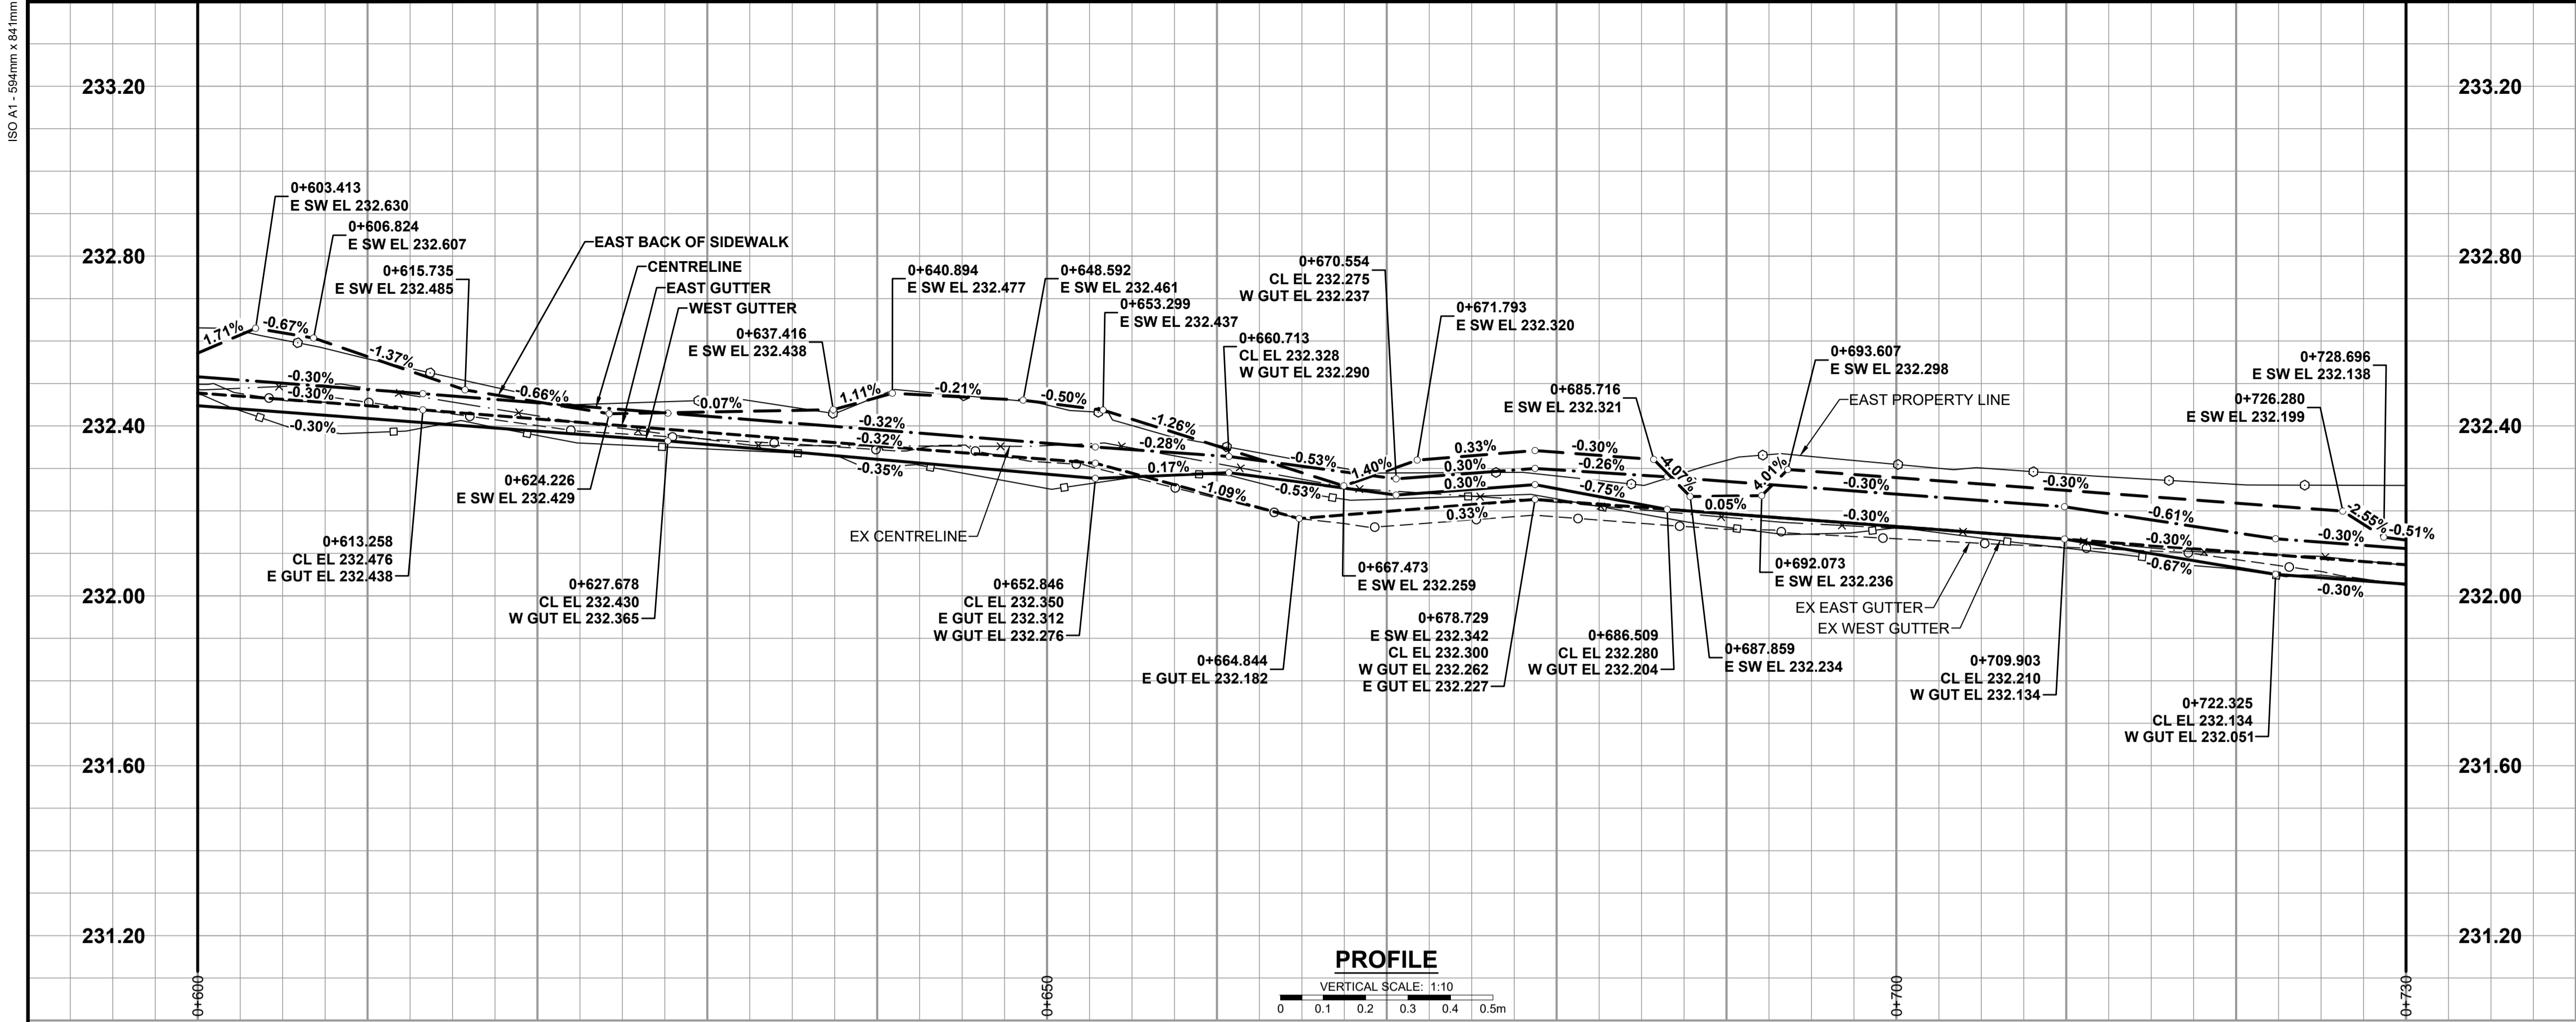 ISO A1 - 594mm x 841mm
233.20
233.20
232.80
232.80
232.40
232.40
232.00
232.00
231.60
231.60
231.20
231.20
0+603.413
E SW EL 232.630
0+606.824
E SW EL 232.607
0+615.735
E SW EL 232.485
EAST BACK OF SIDEWALK
CENTRELINE
EAST GUTTER
WEST GUTTER
0+637.416
E SW EL 232.438
0+640.894
E SW EL 232.477
0+648.592
E SW EL 232.461
0+653.299
E SW EL 232.437
0+660.713
CL EL 232.328
W GUT EL 232.290
0+670.554
CL EL 232.275
W GUT EL 232.237
0+671.793
E SW EL 232.320
0+685.716
E SW EL 232.321
0+693.607
E SW EL 232.298
EAST PROPERTY LINE
0+728.696
E SW EL 232.138
0+726.280
E SW EL 232.199
1.71%
-0.67%
-1.37%
-0.66%
0.07%
1.11%
-0.21%
-0.50%
-1.26%
-0.53%
1.40%
0.33%
-0.30%
-4.07%
0.05%
4.01%
-0.30%
-2.55%
-0.51%
-0.30%
-0.32%
-0.28%
-0.53%
0.30%
-0.26%
-0.30%
-0.61%
-0.30%
-0.30%
-0.32%
-1.09%
0.33%
-0.30%
-0.30%
-0.35%
0.17%
0.30%
-0.75%
-0.67%
-0.30%
0+624.226
E SW EL 232.429
0+613.258
CL EL 232.476
E GUT EL 232.438
0+627.678
CL EL 232.430
W GUT EL 232.365
EX CENTRELINE
0+652.846
CL EL 232.350
E GUT EL 232.312
W GUT EL 232.276
0+664.844
E GUT EL 232.182
0+667.473
E SW EL 232.259
0+678.729
E SW EL 232.342
CL EL 232.300
W GUT EL 232.262
E GUT EL 232.227
0+686.509
CL EL 232.280
W GUT EL 232.204
0+687.859
E SW EL 232.234
0+692.073
E SW EL 232.236
EX EAST GUTTER
EX WEST GUTTER
0+709.903
CL EL 232.210
W GUT EL 232.134
0+722.325
CL EL 232.134
W GUT EL 232.051
0+600
0+650
0+700
0+730
PROFILE
VERTICAL SCALE: 1:10
0 0.1 0.2 0.3 0.4 0.5m